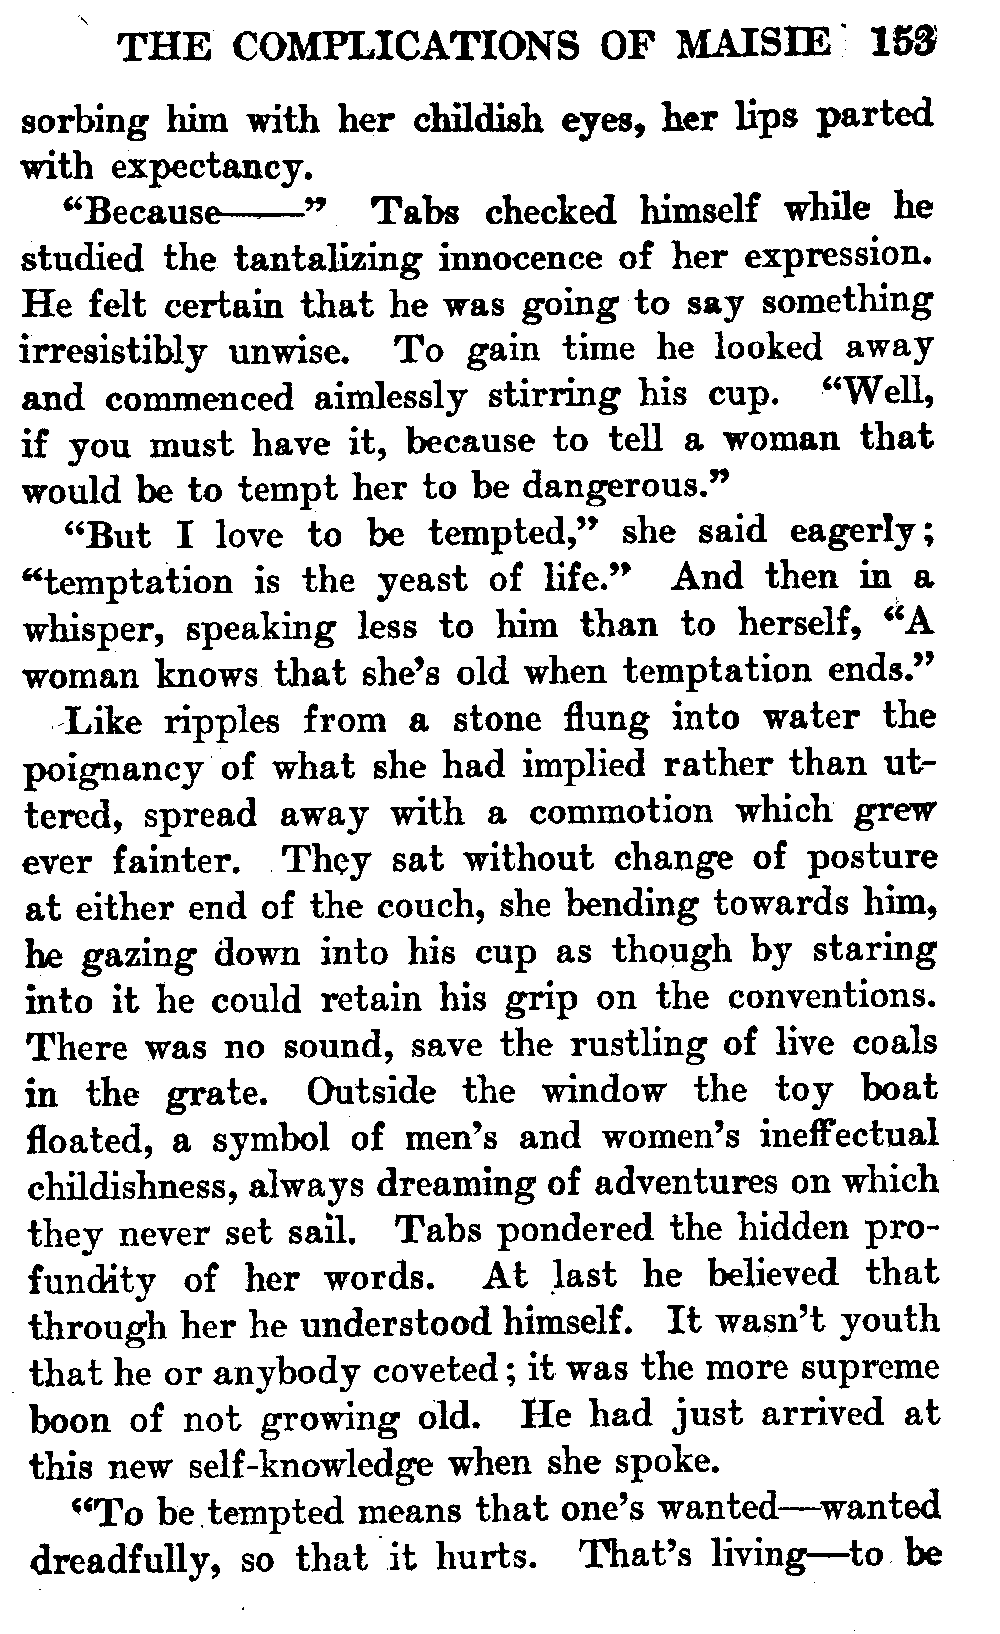 THE COMPLICATIONS OF MAISIE 153
sorbing him with her childish eyes, her lips parted
with expectancy.
"Because——" Tabs checked himself while he
studied the tantalizing innocence of her expression.
He felt certain that he was going to say something
irresistibly unwise. To gain time he looked away
and commenced aimlessly stirring his cup. "Well,
if you must have it, because to tell a woman that
would be to tempt her to be dangerous."
"But I love to be tempted," she said eagerly;
"temptation is the yeast of life." And then in a
whisper, speaking less to him than to herself, "A
woman knows that she's old when temptation ends."
Like ripples from a stone flung into water the
poignancy of what she had implied rather than ut-
tered, spread away with a commotion which grew
ever fainter. They sat without change of posture
at either end of the couch, she bending towards him,
he gazing down into his cup as though by staring
into it he could retain his grip on the conventions.
There was no sound, save the rustling of live coals
in the grate. Outside the window the toy boat
floated, a symbol of men's and women's ineffectual
childishness, always dreaming of adventures on which
they never set sail. Tabs pondered the hidden pro-
fundity of her words. At last he believed that
through her he understood himself. It wasn't youth
that he or anybody coveted; it was the more supreme
boon of not growing old. He had just arrived at
this new self-knowledge when she spoke.
"To be tempted means that one's wanted—wanted
dreadfully, so that it hurts. That's living—to be